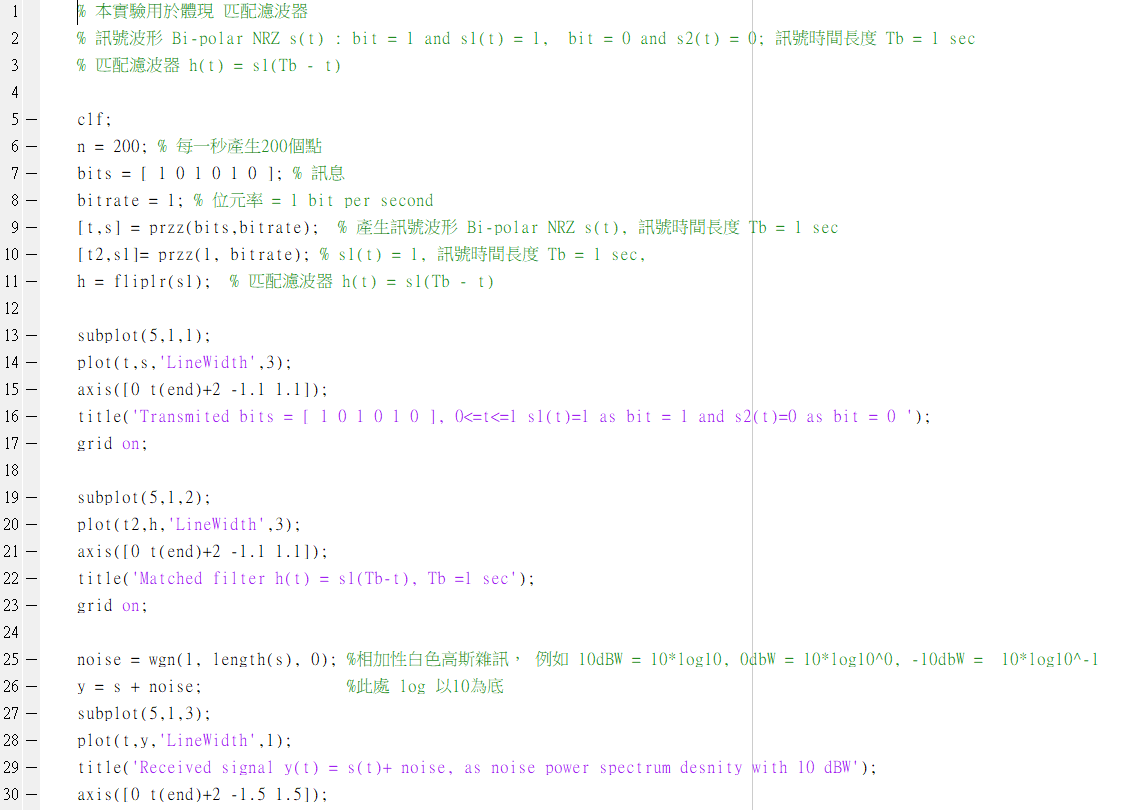 1 % 本實驗用於體現 匹配濾波器
2 % 訊號波形 Bi-polar NRZ s(t) : bit = 1 and s1(t) = 1,  bit = 0 and s2(t) = 0; 訊號時間長度 Tb = 1 sec
3 % 匹配濾波器 h(t) = s1(Tb - t)
4
5 — clf;
6 — n = 200; % 每一秒產生200個點
7 — bits = [ 1 0 1 0 1 0 ]; % 訊息
8 — bitrate = 1; % 位元率 = 1 bit per second
9 — [t,s] = przz(bits,bitrate);  % 產生訊號波形 Bi-polar NRZ s(t), 訊號時間長度 Tb = 1 sec
10 — [t2,s1]= przz(1, bitrate); % s1(t) = 1, 訊號時間長度 Tb = 1 sec,
11 — h = fliplr(s1);  % 匹配濾波器 h(t) = s1(Tb - t)
12
13 — subplot(5,1,1);
14 — plot(t,s,'LineWidth',3);
15 — axis([0 t(end)+2 -1.1 1.1]);
16 — title('Transmited bits = [ 1 0 1 0 1 0 ], 0<=t<=1 s1(t)=1 as bit = 1 and s2(t)=0 as bit = 0 ');
17 — grid on;
18
19 — subplot(5,1,2);
20 — plot(t2,h,'LineWidth',3);
21 — axis([0 t(end)+2 -1.1 1.1]);
22 — title('Matched filter h(t) = s1(Tb-t), Tb =1 sec');
23 — grid on;
24
25 — noise = wgn(1, length(s), 0); %相加性白色高斯雜訊， 例如 10dBW = 10*log10, 0dbW = 10*log10^0, -10dbW =  10*log10^-1
26 — y = s + noise; %此處 log 以10為底
27 — subplot(5,1,3);
28 — plot(t,y,'LineWidth',1);
29 — title('Received signal y(t) = s(t)+ noise, as noise power spectrum desnity with 10 dBW');
30 — axis([0 t(end)+2 -1.5 1.5]);